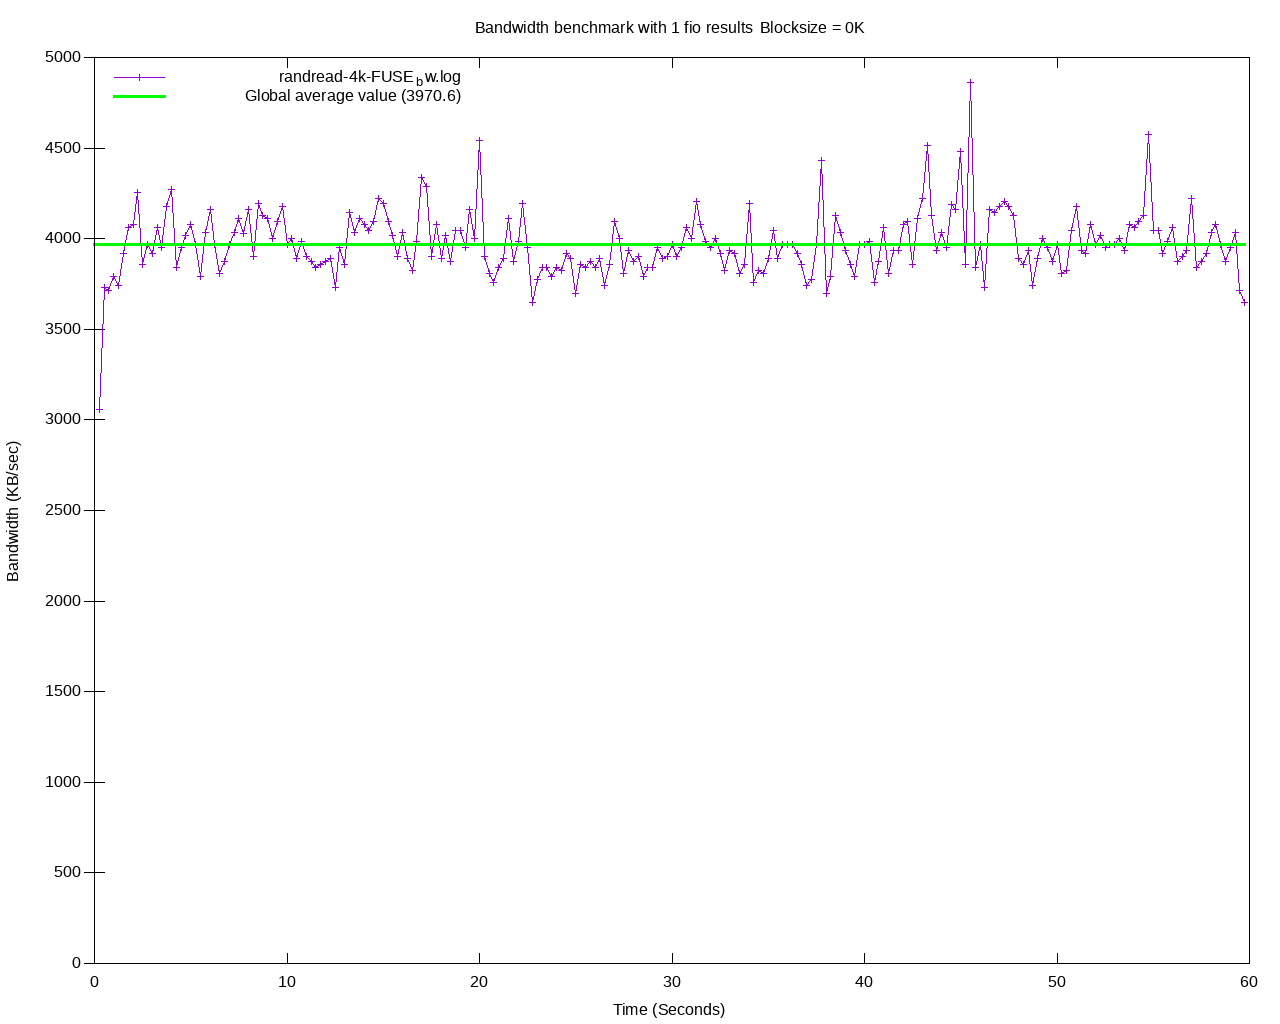 Bandwidth benchmark with 1 fio results Blocksize = 0K
5000
4500
4000
3500
3000
2500
2000
1500
1000
500
0
randread-4k-FUSE_bw.log
Global average value (3970.6)
Bandwidth (KB/sec)
0 10 20 30 40 50 60
Time (Seconds)